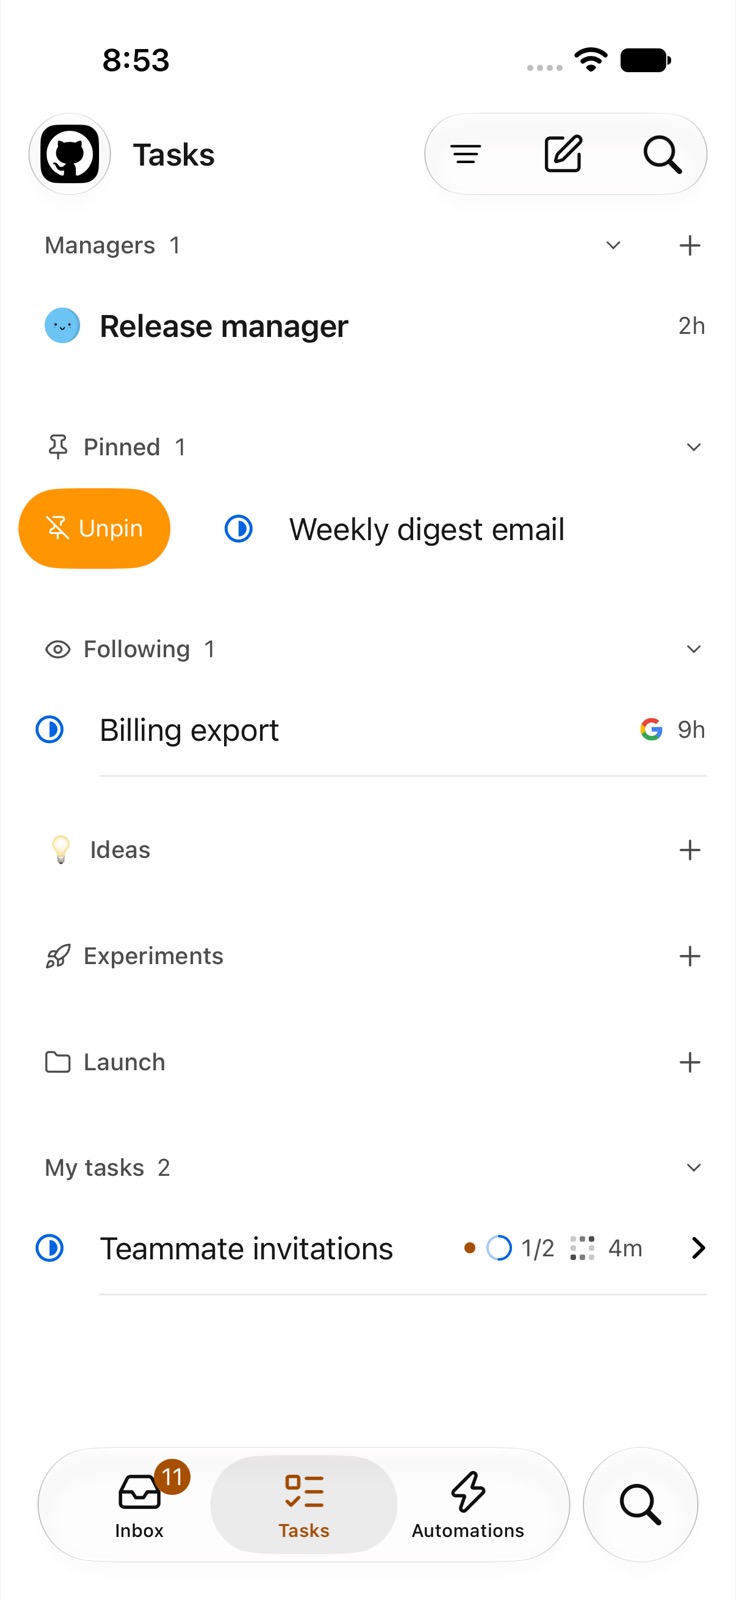 8:53
Tasks
Managers 1
Release manager 2h
Pinned 1
Unpin Weekly digest email
Following 1
Billing export 9h
Ideas
Experiments
Launch
My tasks 2
Teammate invitations 1/2 4m
11
Inbox Tasks Automations